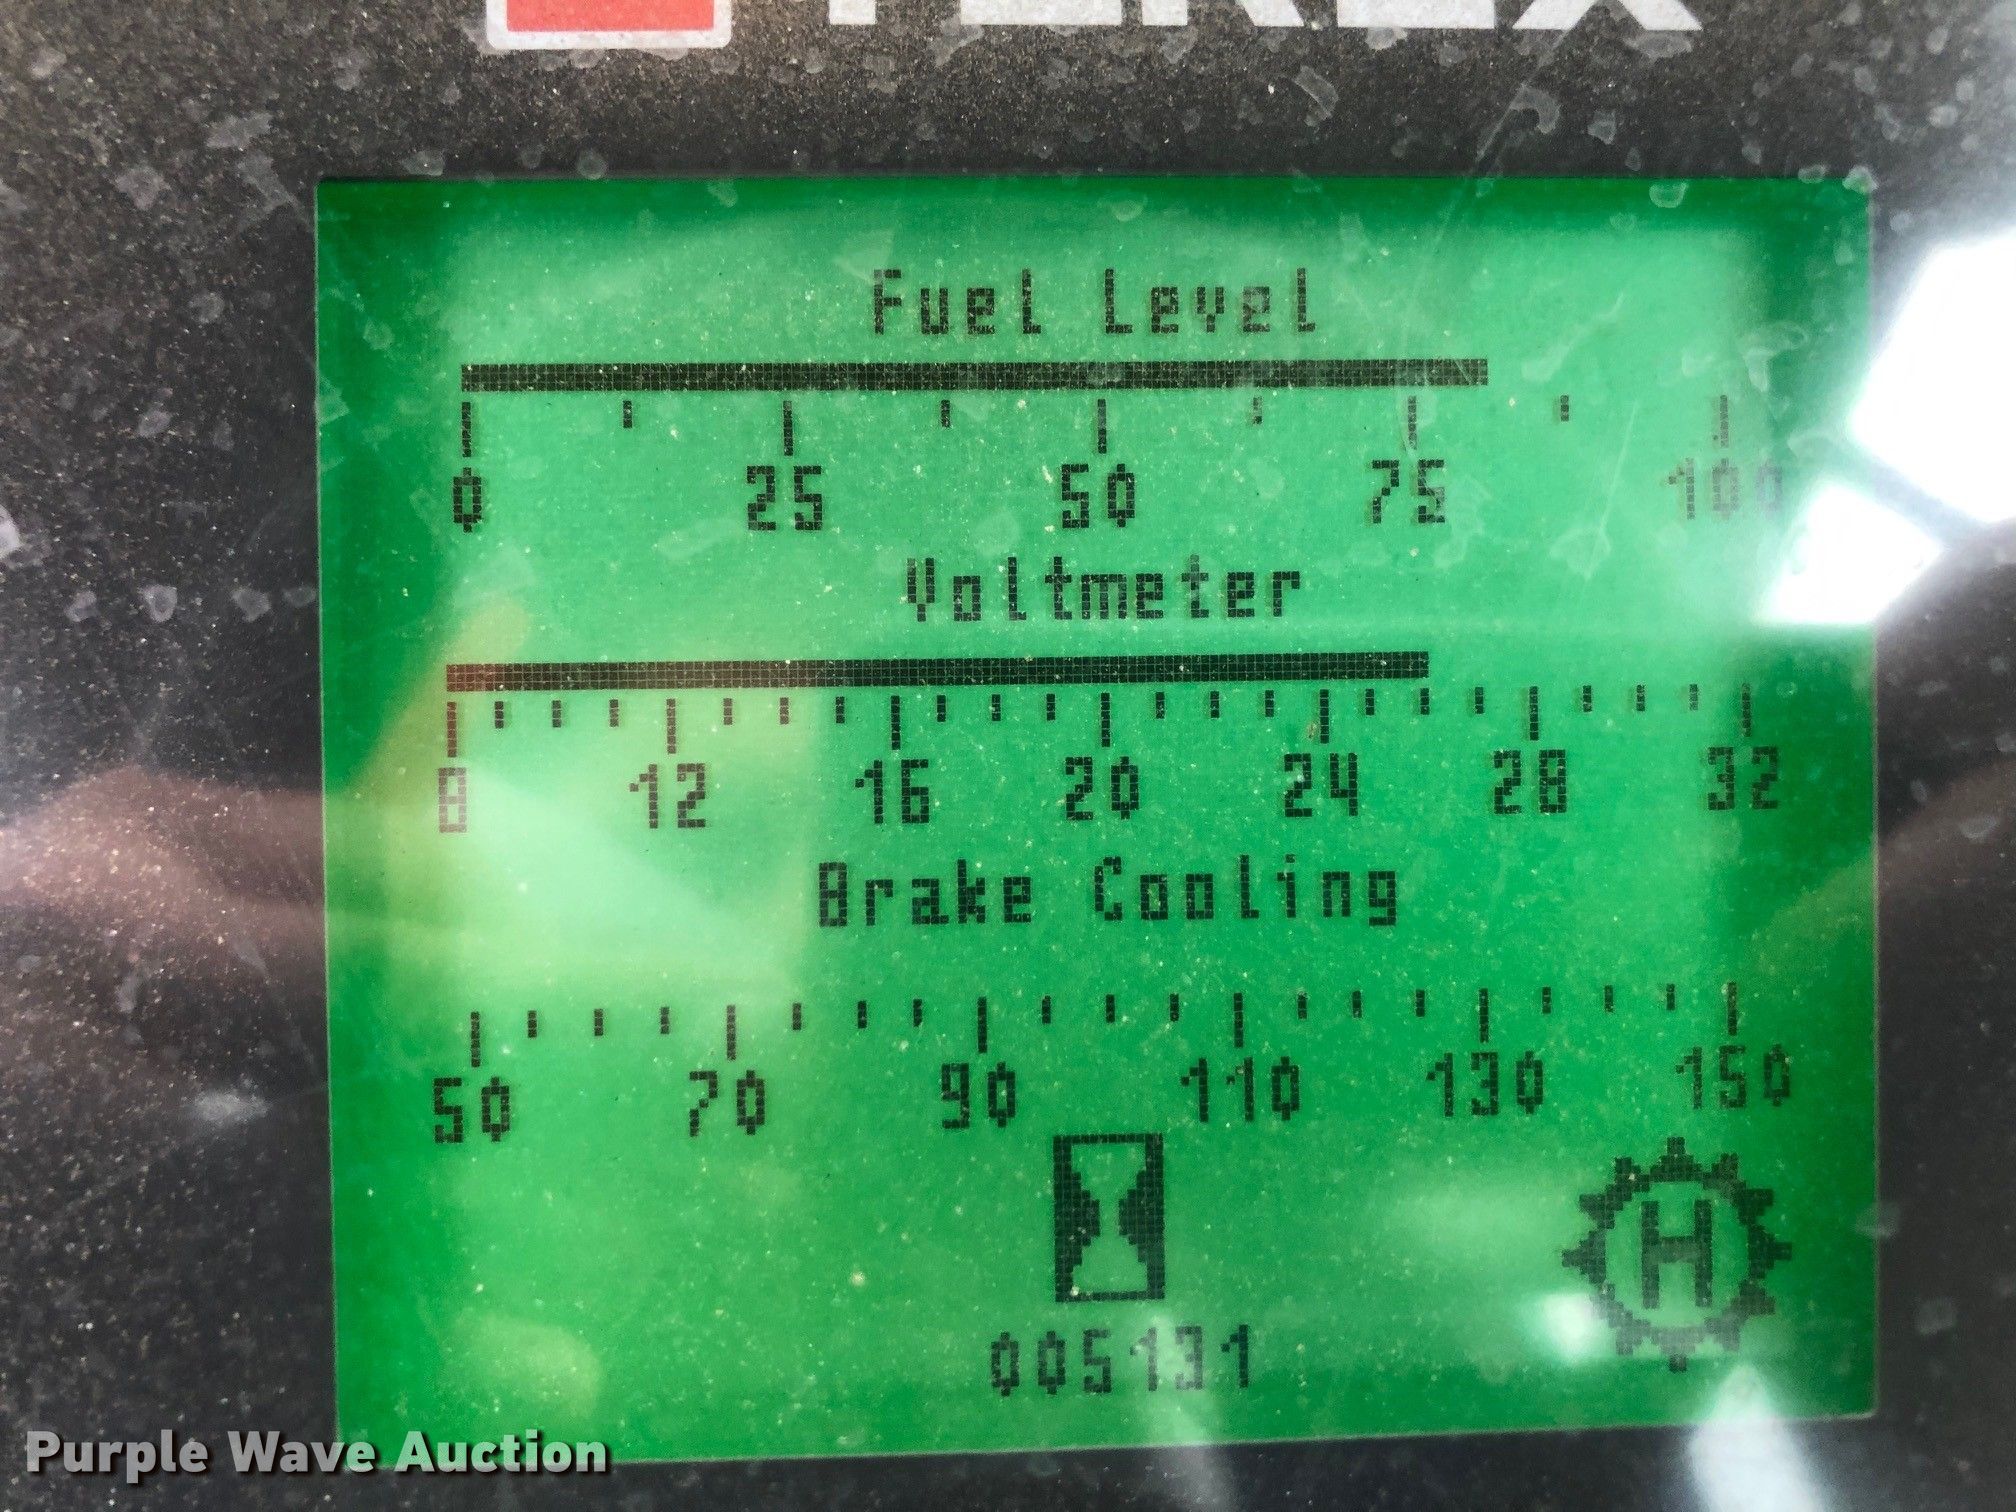 TEREX
Fuel Level
0 25 50 75 100
Voltmeter
8 12 16 20 24 28 32
Brake Cooling
50 70 90 110 130 150
H
005131
Purple Wave Auction